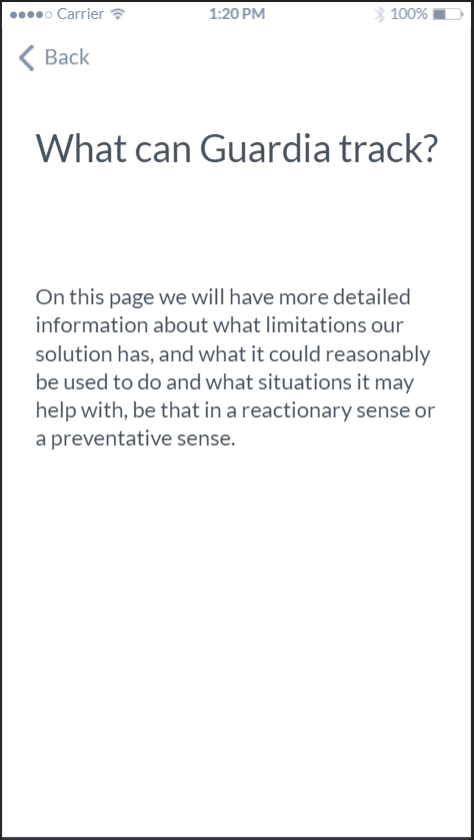 Carrier 1:20 PM 100%
Back
What can Guardia track?
On this page we will have more detailed
information about what limitations our
solution has, and what it could reasonably
be used to do and what situations it may
help with, be that in a reactionary sense or
a preventative sense.